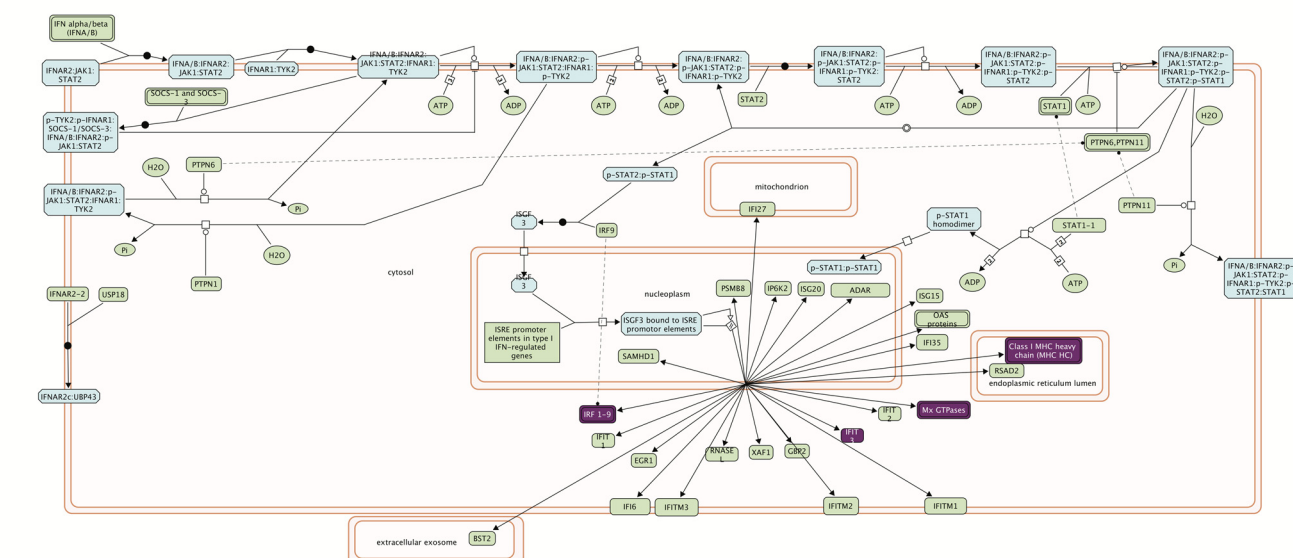 IFN alpha/beta
(IFNA/B)
IFNAR2:JAK1:
STAT2
IFNA/B:IFNAR2:
JAK1:STAT2
IFNAR1:TYK2
IFNA/B:IFNAR2:
JAK1:STAT2:IFNAR1:
TYK2
ATP
ADP
IFNA/B:IFNAR2:p-
JAK1:STAT2:IFNAR1:
p-TYK2
ATP
ADP
IFNA/B:IFNAR2:
p-JAK1:STAT2:p-
IFNAR1:p-TYK2
STAT2
IFNA/B:IFNAR2:
p-JAK1:STAT2:p-
IFNAR1:p-TYK2:
STAT2
ATP
ADP
IFNA/B:IFNAR2:p-
JAK1:STAT2:p-
IFNAR1:p-TYK2:p-
STAT2
STAT1
ATP
IFNA/B:IFNAR2:p-
JAK1:STAT2:p-
IFNAR1:p-TYK2:p-
STAT2:p-STAT1
SOCS-1 and SOCS-
3
p-TYK2:p-IFNAR1:
SOCS-1/SOCS-3:
IFNA/B:IFNAR2:p-
JAK1:STAT2
H2O
PTPN6
Pi
PTPN6,PTPN11
H2O
p-STAT2:p-STAT1
mitochondrion
IFI27
IFNA/B:IFNAR2:p-
JAK1:STAT2:IFNAR1:
TYK2
Pi
PTPN1
H2O
ISGF
3
IRF9
p-STAT1
homodimer
STAT1-1
PTPN11
Pi
ADP
ATP
IFNA/B:IFNAR2:p-
JAK1:STAT2:p-
IFNAR1:p-TYK2:p-
STAT2:STAT1
cytosol
p-STAT1:p-STAT1
ISGF
3
nucleoplasm
PSMB8
IP6K2
ISG20
ADAR
ISG15
OAS
proteins
IFI35
IFNAR2-2
USP18
ISRE promoter
elements in type I
IFN-regulated
genes
ISGF3 bound to ISRE
promotor elements
SAMHD1
Class I MHC heavy
chain (MHC HC)
RSAD2
endoplasmic reticulum lumen
IFNAR2c:UBP43
IRF 1-9
IFIT
1
EGR1
RNASE
L
XAF1
GBP2
IFIT
3
IFIT
2
Mx GTPases
IFI6
IFITM3
IFITM2
IFITM1
extracellular exosome
BST2